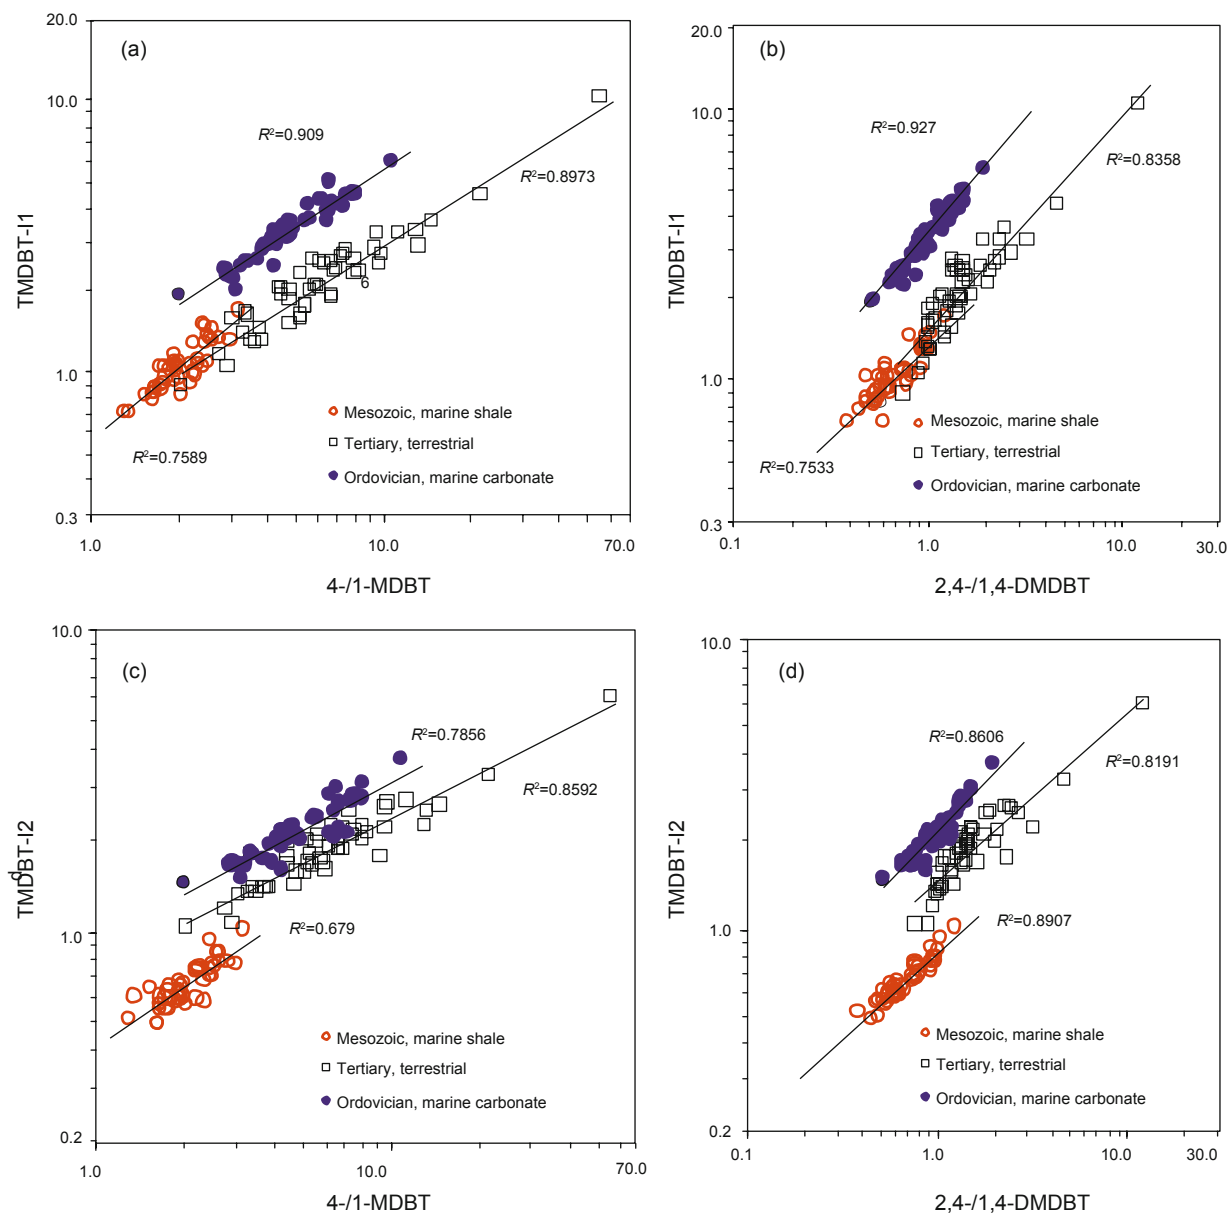 20.0
(a)
10.0
R²=0.909
R²=0.8973
TMDBT-I1
6
1.0
Mesozoic, marine shale
Tertiary, terrestrial
R²=0.7589
Ordovician, marine carbonate
0.3
1.0
10.0
70.0
4-/1-MDBT
20.0
(b)
10.0
R²=0.927
R²=0.8358
TMDBT-I1
1.0
Mesozoic, marine shale
Tertiary, terrestrial
R²=0.7533
Ordovician, marine carbonate
0.3
0.1
1.0
10.0
30.0
2,4-/1,4-DMDBT
10.0
(c)
R²=0.7856
R²=0.8592
TMDBT-I2
d
1.0
R²=0.679
Mesozoic, marine shale
Tertiary, terrestrial
Ordovician, marine carbonate
0.2
1.0
10.0
70.0
4-/1-MDBT
10.0
(d)
R²=0.8606
R²=0.8191
TMDBT-I2
1.0
R²=0.8907
Mesozoic, marine shale
Tertiary, terrestrial
Ordovician, marine carbonate
0.2
0.1
1.0
10.0
30.0
2,4-/1,4-DMDBT